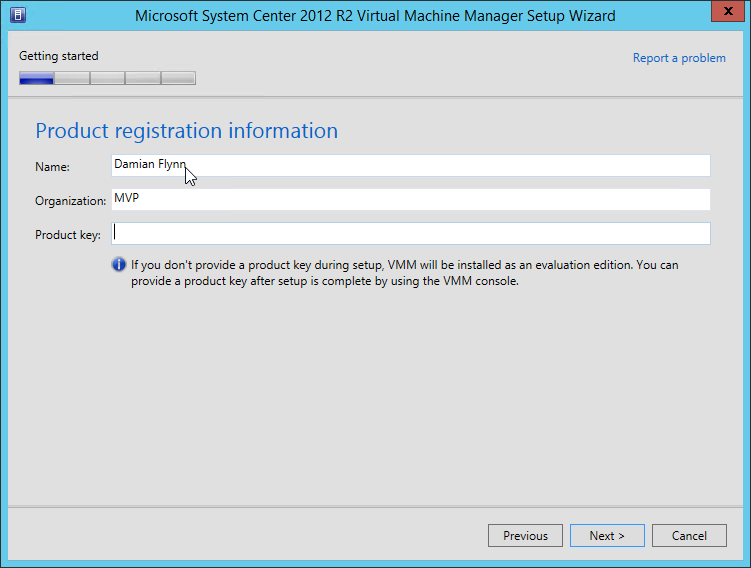 Microsoft System Center 2012 R2 Virtual Machine Manager Setup Wizard
x
Getting started
Report a problem
Product registration information
Name:
Damian Flynn
Organization:
MVP
Product key:
If you don't provide a product key during setup, VMM will be installed as an evaluation edition. You can
provide a product key after setup is complete by using the VMM console.
Previous
Next >
Cancel